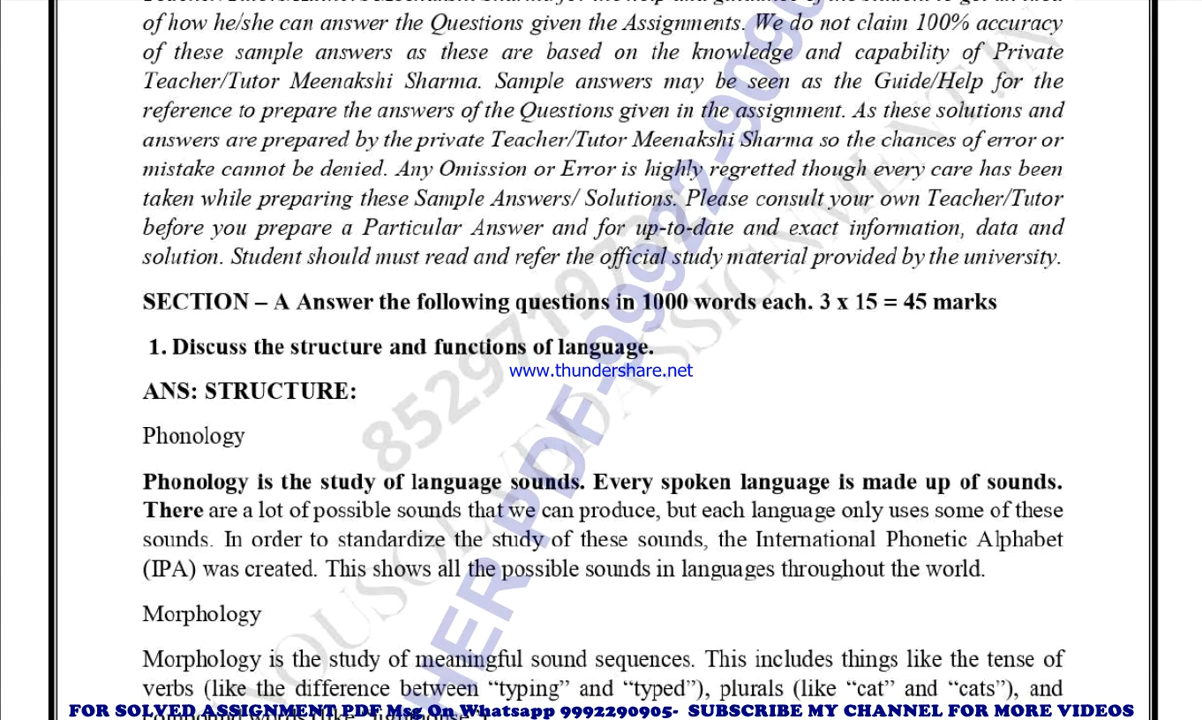 of how he/she can answer the Questions given the Assignments. We do not claim 100% accuracy
of these sample answers as these are based on the knowledge and capability of Private
Teacher/Tutor Meenakshi Sharma. Sample answers may be seen as the Guide/Help for the
reference to prepare the answers of the Questions given in the assignment. As these solutions and
answers are prepared by the private Teacher/Tutor Meenakshi Sharma so the chances of error or
mistake cannot be denied. Any Omission or Error is highly regretted though every care has been
taken while preparing these Sample Answers/ Solutions. Please consult your own Teacher/Tutor
before you prepare a Particular Answer and for up-to-date and exact information, data and
solution. Student should must read and refer the official study material provided by the university.
SECTION – A Answer the following questions in 1000 words each. 3 x 15 = 45 marks
1. Discuss the structure and functions of language.
www.thundershare.net
ANS: STRUCTURE:
Phonology
Phonology is the study of language sounds. Every spoken language is made up of sounds.
There are a lot of possible sounds that we can produce, but each language only uses some of these
sounds. In order to standardize the study of these sounds, the International Phonetic Alphabet
(IPA) was created. This shows all the possible sounds in languages throughout the world.
Morphology
Morphology is the study of meaningful sound sequences. This includes things like the tense of
verbs (like the difference between “typing” and “typed”), plurals (like “cat” and “cats”), and
FOR SOLVED ASSIGNMENT PDF Msg On Whatsapp 9992290905- SUBSCRIBE MY CHANNEL FOR MORE VIDEOS